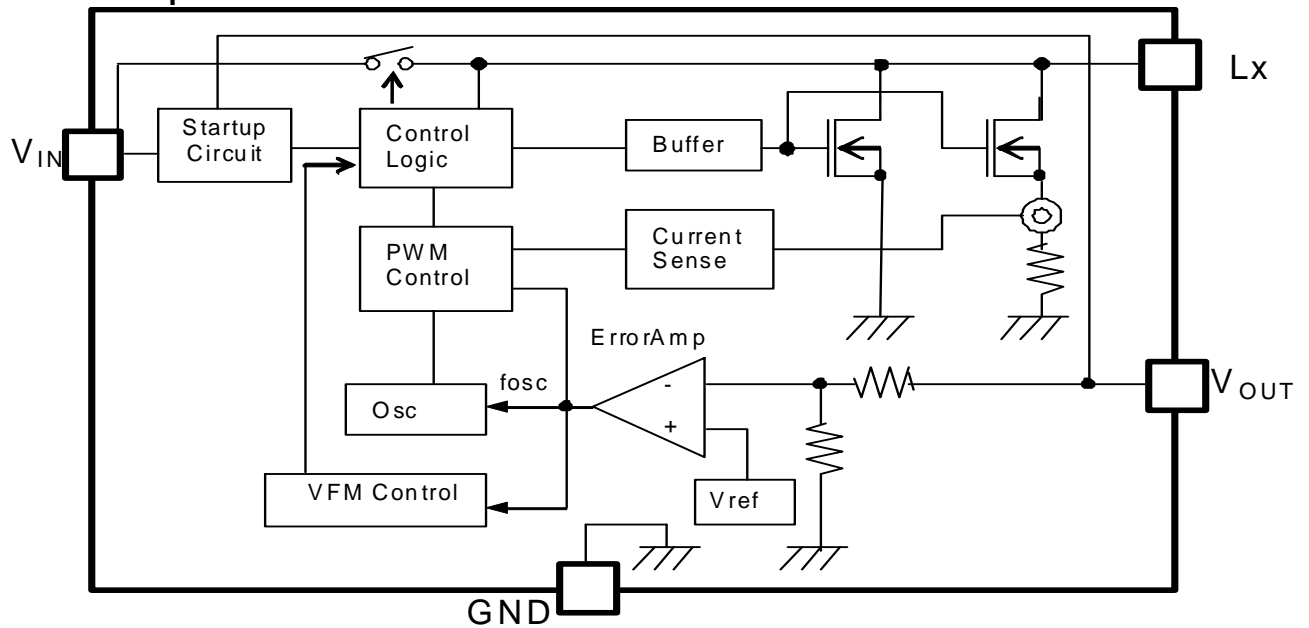 Lx
Startup
Circuit
Control
Logic
Buffer
VIN
PWM
Control
Current
Sense
ErrorAmp
fosc
-
Osc
+
VOUT
VFM Control
Vref
GND